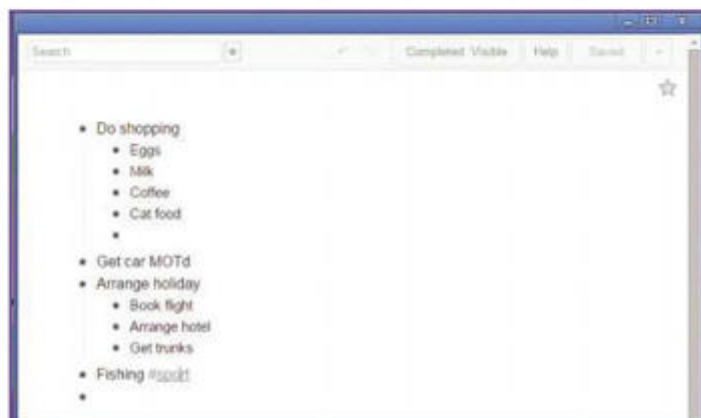 Search
Completed: Visible Help Saved
Do shopping
Eggs
Milk
Coffee
Cat food
Get car MOTd
Arrange holiday
Book flight
Arrange hotel
Get trunks
Fishing #sport